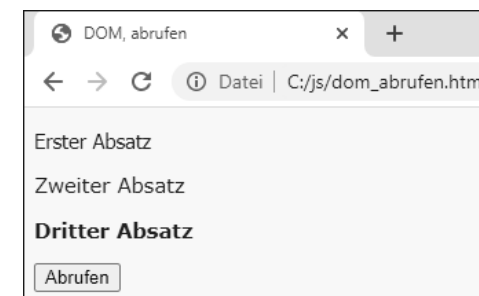 DOM, abrufen
Datei | C:/js/dom_abrufen.htm
Erster Absatz
Zweiter Absatz
Dritter Absatz
Abrufen